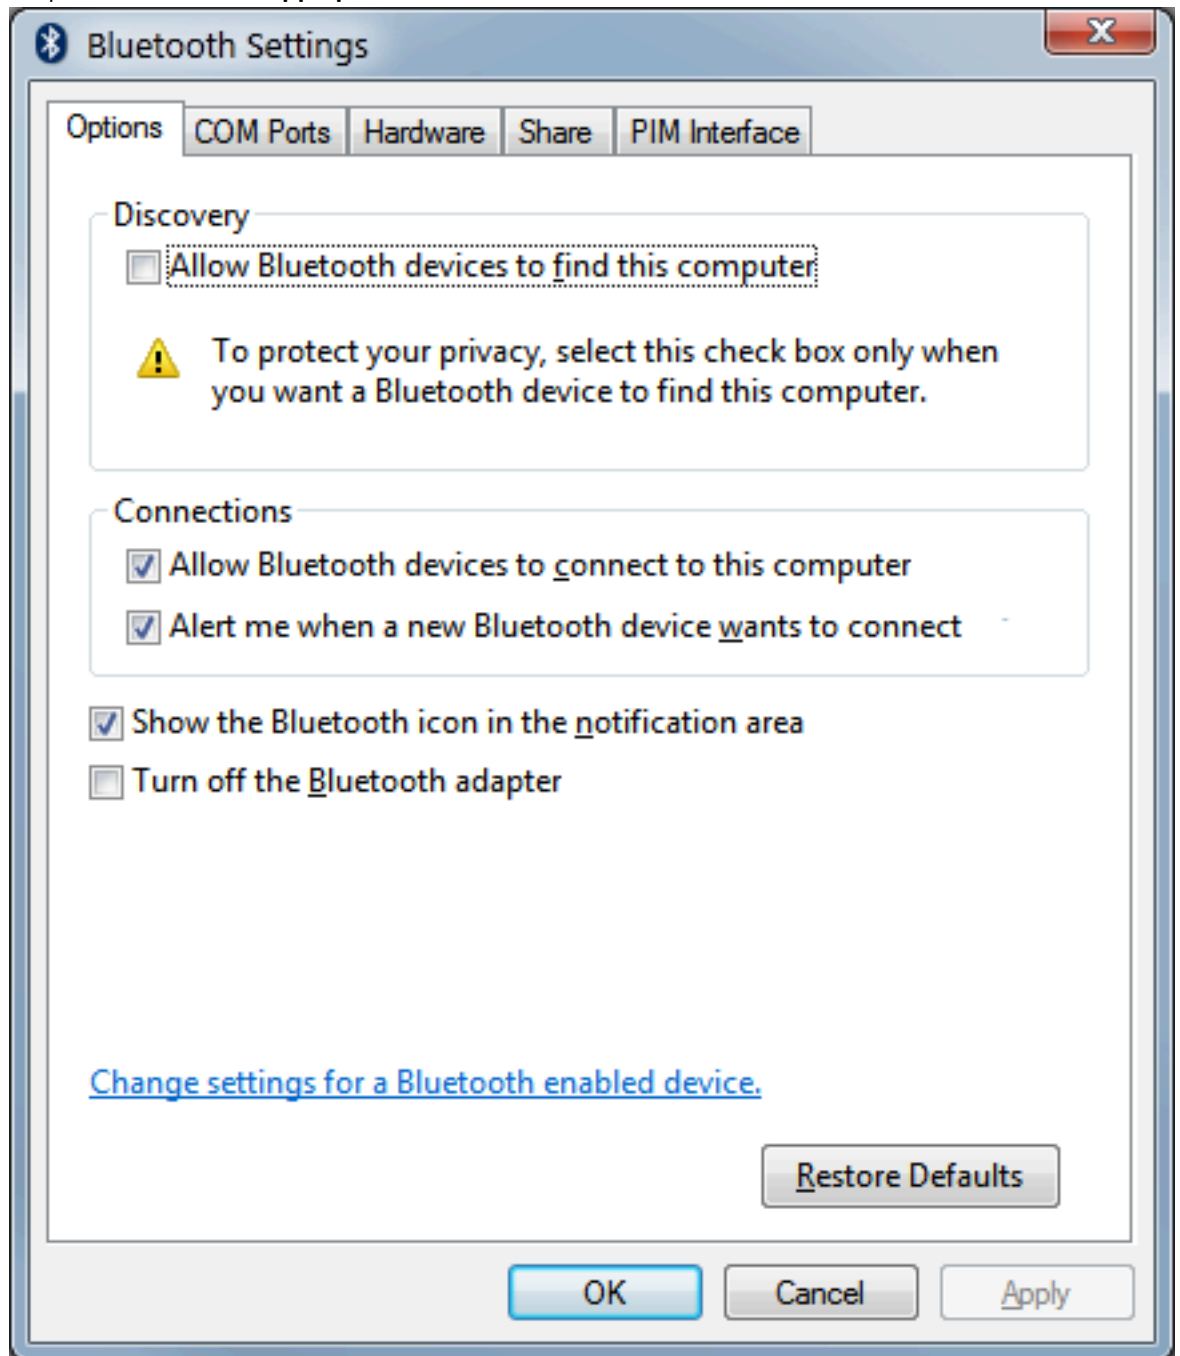 Bluetooth Settings
Options COM Ports Hardware Share PIM Interface
Discovery
Allow Bluetooth devices to find this computer
To protect your privacy, select this check box only when
you want a Bluetooth device to find this computer.
Connections
Allow Bluetooth devices to connect to this computer
Alert me when a new Bluetooth device wants to connect
Show the Bluetooth icon in the notification area
Turn off the Bluetooth adapter
Change settings for a Bluetooth enabled device.
Restore Defaults
OK Cancel Apply